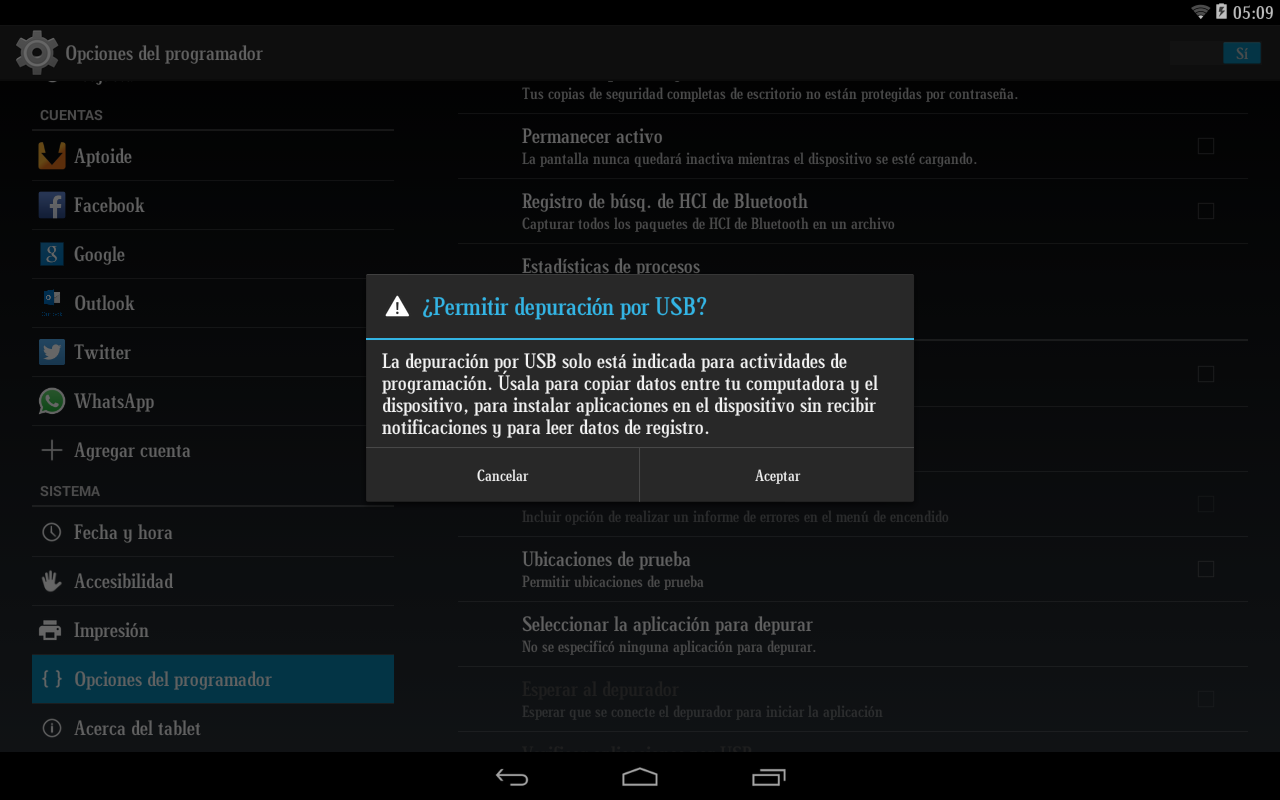 05:09
Opciones del programador
Sí
CUENTAS
Aptoide
Facebook
Google
Outlook
Twitter
WhatsApp
Agregar cuenta
SISTEMA
Fecha y hora
Accesibilidad
Impresión
Opciones del programador
Acerca del tablet
Tus copias de seguridad completas de escritorio no están protegidas por contraseña.
Permanecer activo
La pantalla nunca quedará inactiva mientras el dispositivo se esté cargando.
Registro de búsq. de HCI de Bluetooth
Capturar todos los paquetes de HCI de Bluetooth en un archivo
Estadísticas de procesos
¿Permitir depuración por USB?
La depuración por USB solo está indicada para actividades de
programación. Úsala para copiar datos entre tu computadora y el
dispositivo, para instalar aplicaciones en el dispositivo sin recibir
notificaciones y para leer datos de registro.
Cancelar
Aceptar
Incluir opción de realizar un informe de errores en el menú de encendido
Ubicaciones de prueba
Permitir ubicaciones de prueba
Seleccionar la aplicación para depurar
No se especificó ninguna aplicación para depurar.
Esperar al depurador
Esperar que se conecte el depurador para iniciar la aplicación